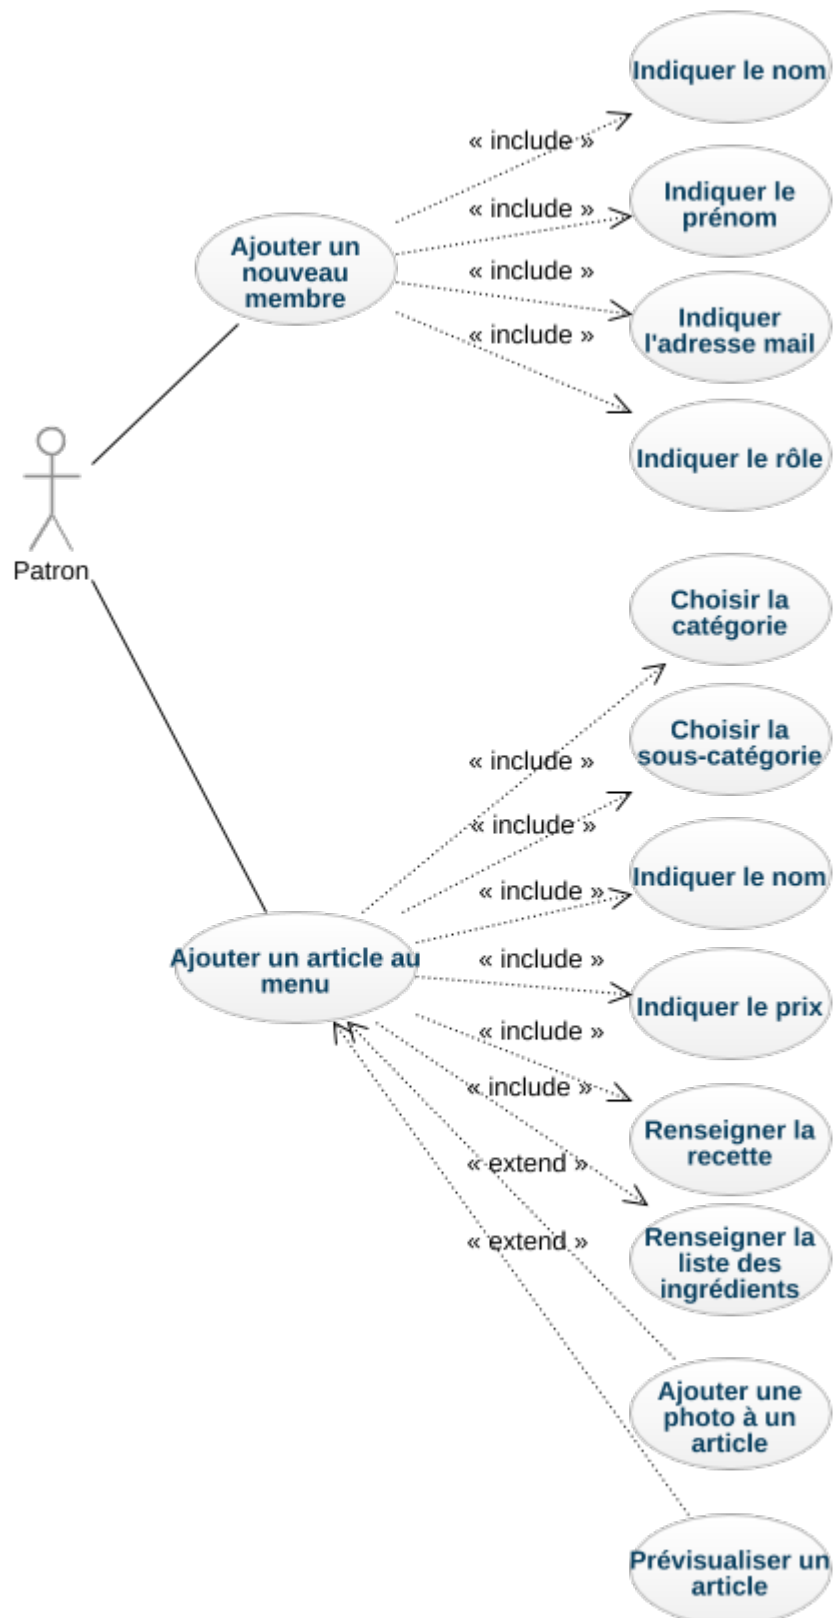 Indiquer le nom
« include »
Indiquer le
prénom
« include »
Ajouter un
nouveau
membre
« include »
Indiquer
l'adresse mail
« include »
Indiquer le rôle
Patron
Choisir la
catégorie
Choisir la
sous-catégorie
« include »
« include »
Indiquer le nom
« include »
Ajouter un article au
menu
« include »
Indiquer le prix
« include »
« include »
Renseigner la
recette
« extend »
Renseigner la
liste des
ingrédients
« extend »
Ajouter une
photo à un
article
Prévisualiser un
article